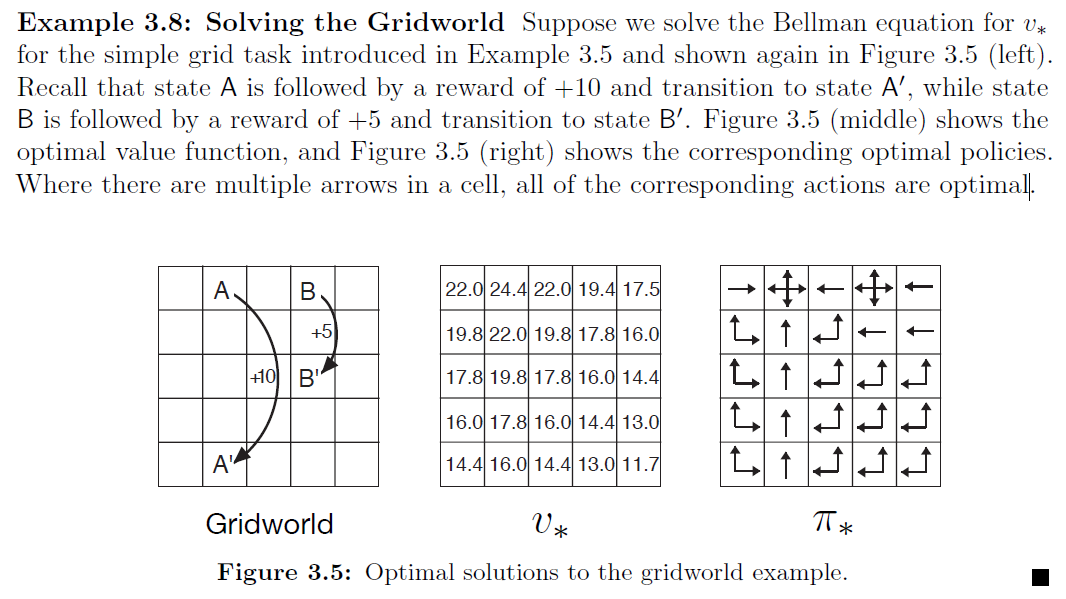 Example 3.8: Solving the Gridworld Suppose we solve the Bellman equation for v∗
for the simple grid task introduced in Example 3.5 and shown again in Figure 3.5 (left).
Recall that state A is followed by a reward of +10 and transition to state A′, while state
B is followed by a reward of +5 and transition to state B′. Figure 3.5 (middle) shows the
optimal value function, and Figure 3.5 (right) shows the corresponding optimal policies.
Where there are multiple arrows in a cell, all of the corresponding actions are optimal.
A B
+5
+10 B'
A'
Gridworld
22.0 24.4 22.0 19.4 17.5
19.8 22.0 19.8 17.8 16.0
17.8 19.8 17.8 16.0 14.4
16.0 17.8 16.0 14.4 13.0
14.4 16.0 14.4 13.0 11.7
v∗
π∗
Figure 3.5: Optimal solutions to the gridworld example.